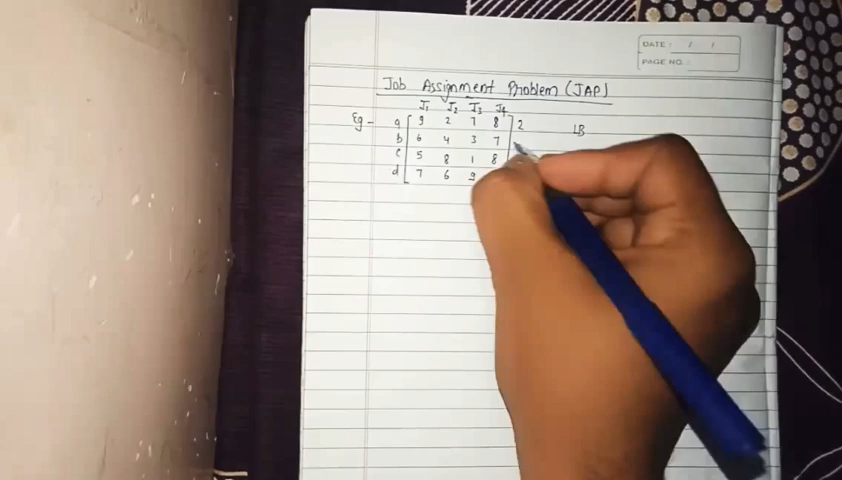 DATE: / /
PAGE NO.:
Job Assignment Problem (JAP)
J1 J2 J3 J4
Eg - a 9 2 7 8 2 LB
b 6 4 3 7
c 5 8 1 8
d 7 6 9